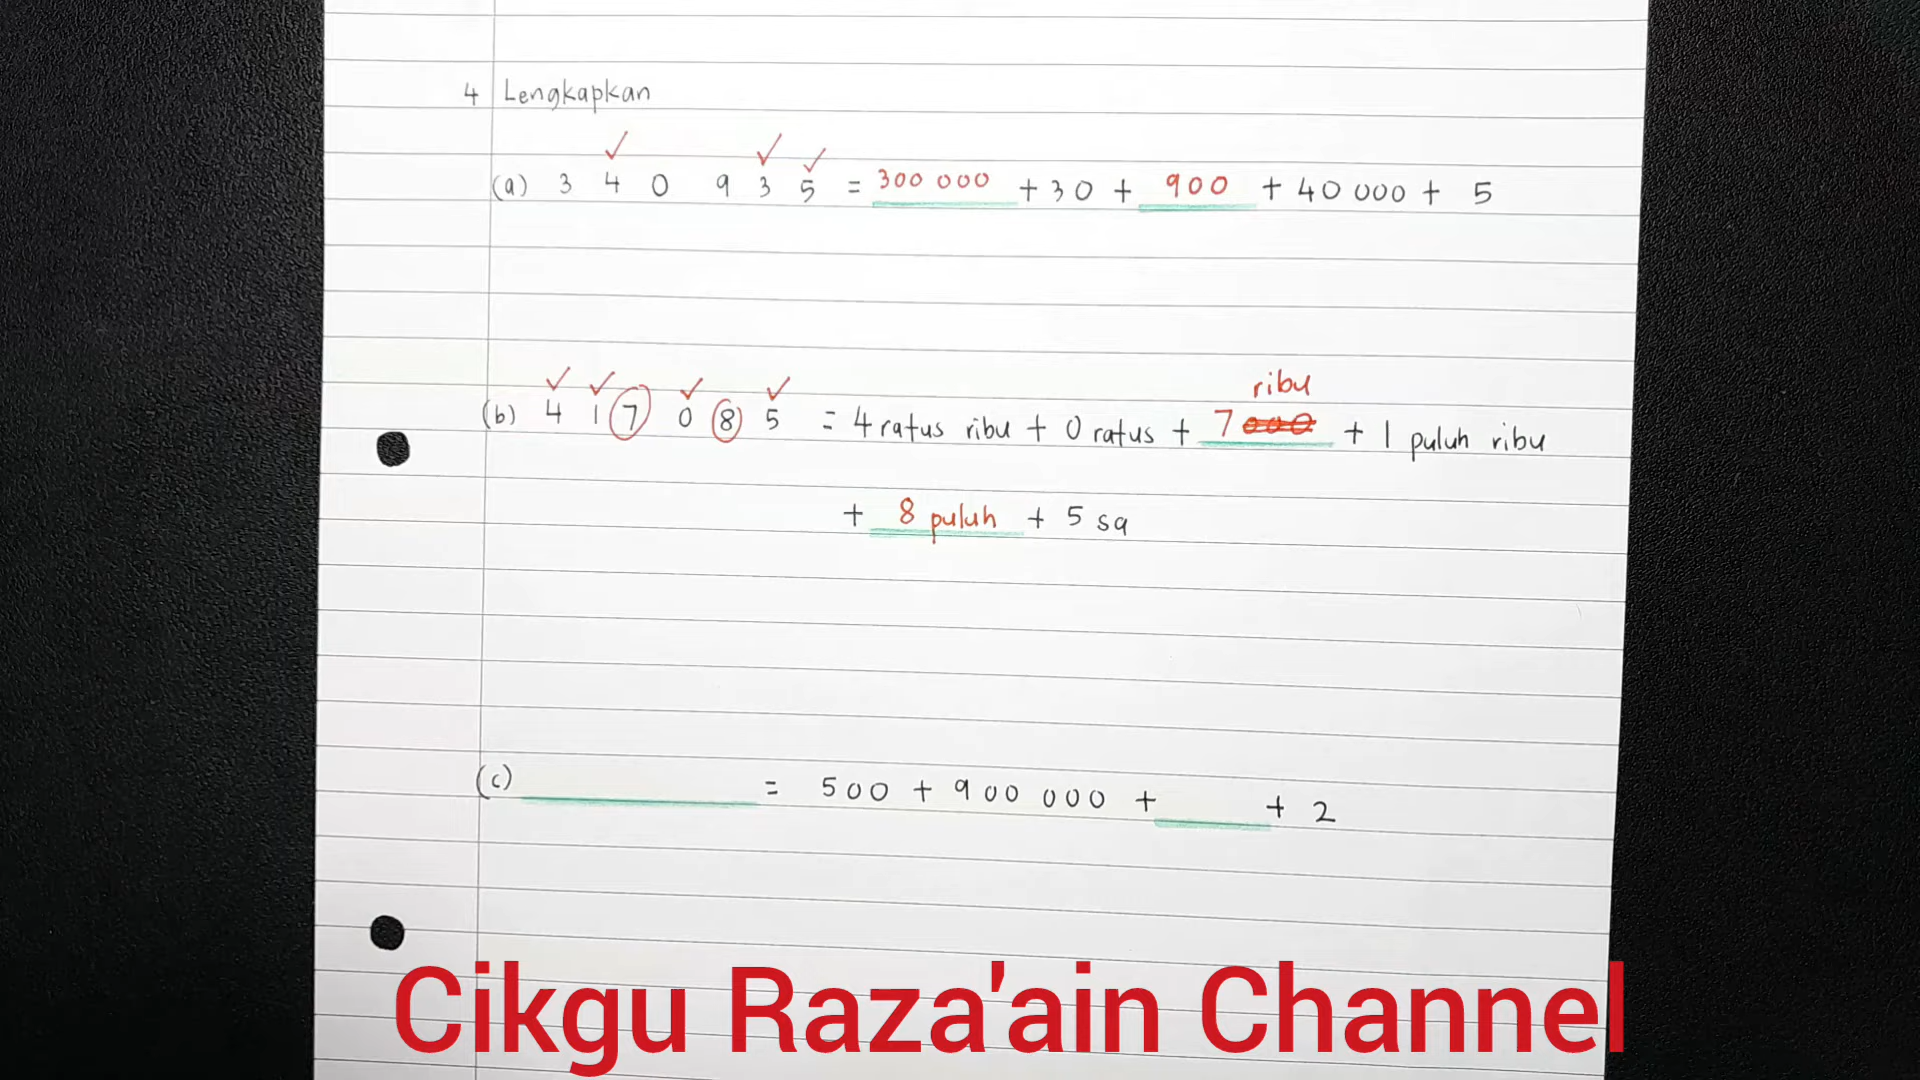 4 Lengkapkan
(a) 3 4 0 9 3 5 = 300 000 + 30 + 900 + 40 000 + 5
ribu
(b) 4 1 7 0 8 5 = 4 ratus ribu + 0 ratus + 7 000 + 1 puluh ribu
+ 8 puluh + 5 sa
(c) = 500 + 900 000 + + 2
Cikgu Raza'ain Channel